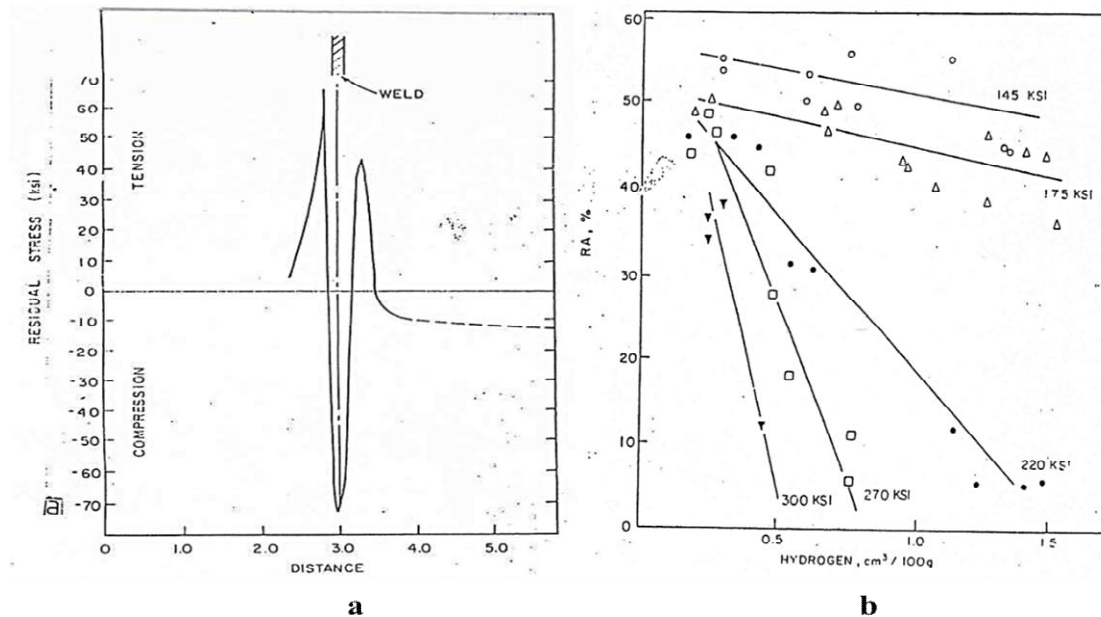 WELD
70
60
50
40
30
20
10
0
-10
-20
-30
-40
-50
-60
-70
RESIDUAL STRESS (ksi)
TENSION
COMPRESSION
0
1.0
2.0
3.0
4.0
5.0
DISTANCE
a
60
50
40
30
20
10
0
RA, %
145 KSI
175 KSI
220 KSI
270 KSI
300 KSI
0.5
1.0
1.5
HYDROGEN, cm³/100g
b